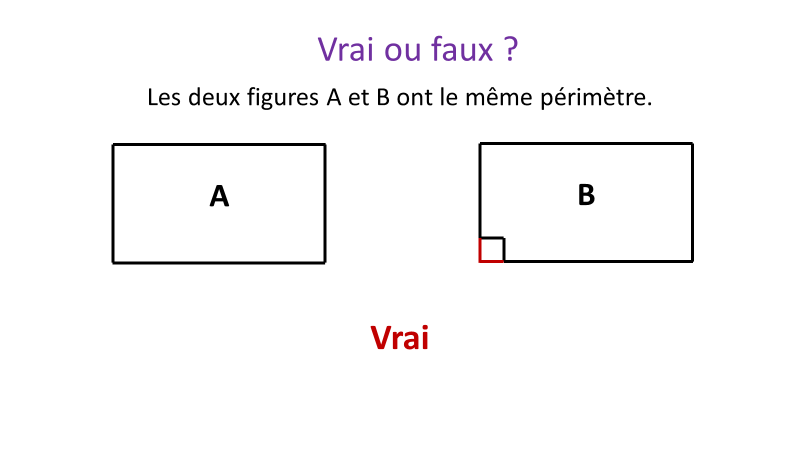 Vrai ou faux ?
Les deux figures A et B ont le même périmètre.
A
B
Vrai